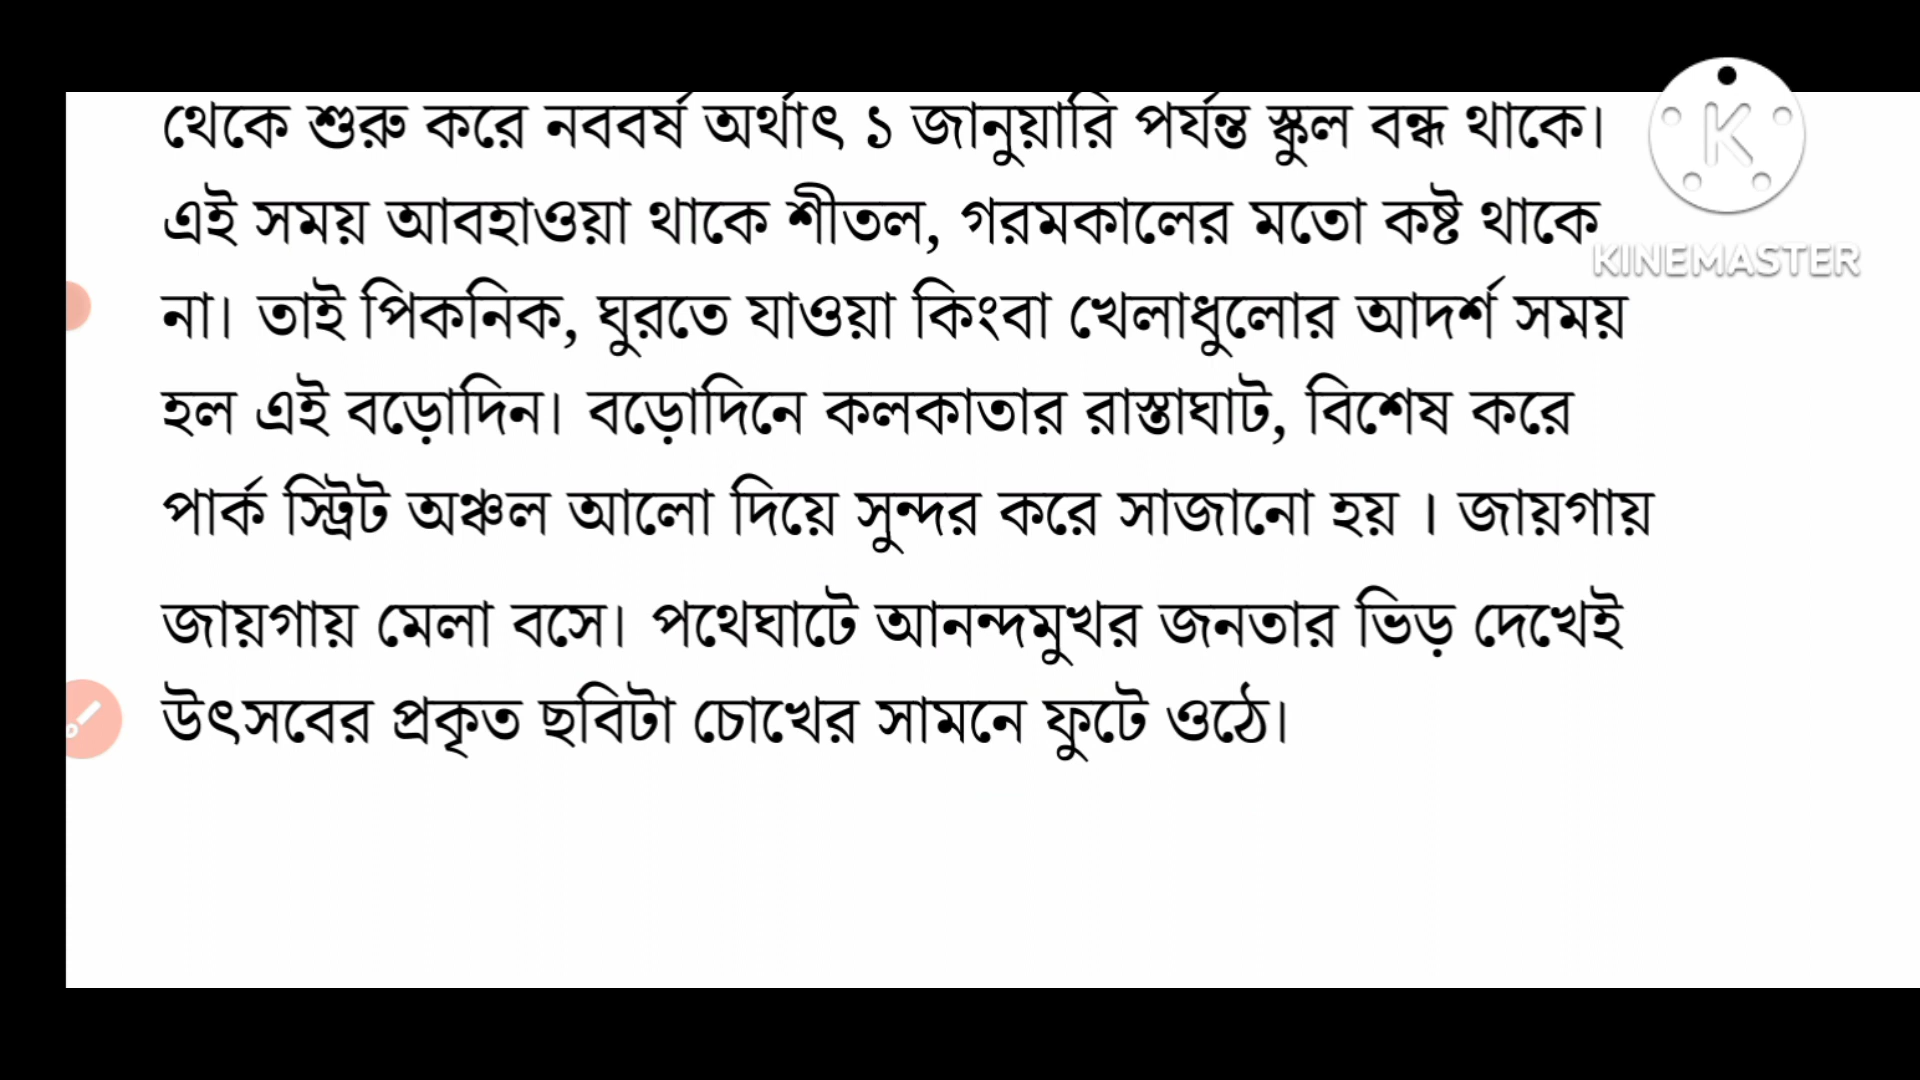 থেকে শুরু করে নববর্ষ অর্থাৎ ১ জানুয়ারি পর্যন্ত স্কুল বন্ধ থাকে।
এই সময় আবহাওয়া থাকে শীতল, গরমকালের মতো কষ্ট থাকে
না। তাই পিকনিক, ঘুরতে যাওয়া কিংবা খেলাধুলোর আদর্শ সময়
হল এই বড়োদিন। বড়োদিনে কলকাতার রাস্তাঘাট, বিশেষ করে
পার্ক স্ট্রিট অঞ্চল আলো দিয়ে সুন্দর করে সাজানো হয় । জায়গায়
জায়গায় মেলা বসে। পথেঘাটে আনন্দমুখর জনতার ভিড় দেখেই
উৎসবের প্রকৃত ছবিটা চোখের সামনে ফুটে ওঠে।
K
KINEMASTER